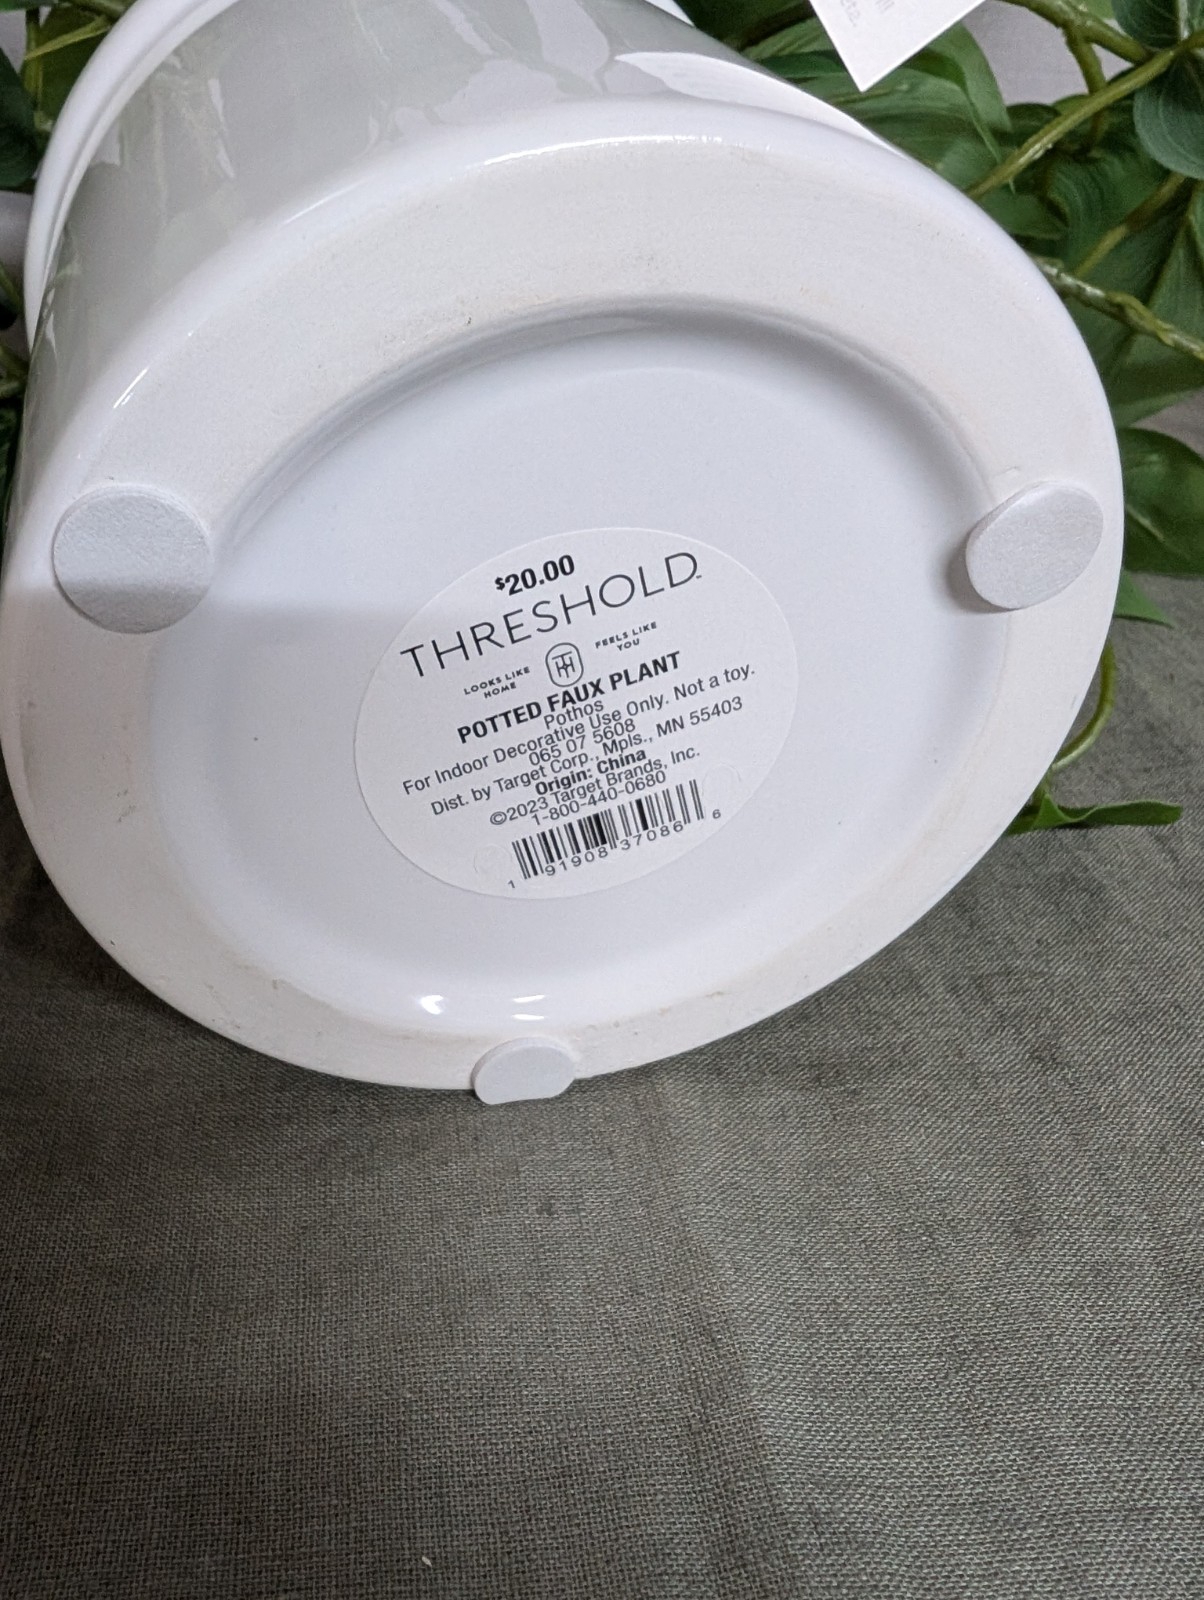 $20.00
THRESHOLD™
LOOKS LIKE HOME TH FEELS LIKE YOU
POTTED FAUX PLANT
Pothos
For Indoor Decorative Use Only. Not a toy.
065 07 5608
Dist. by Target Corp., Mpls., MN 55403
Origin: China
©2023 Target Brands, Inc.
1-800-440-0680
1 91908 37086 6